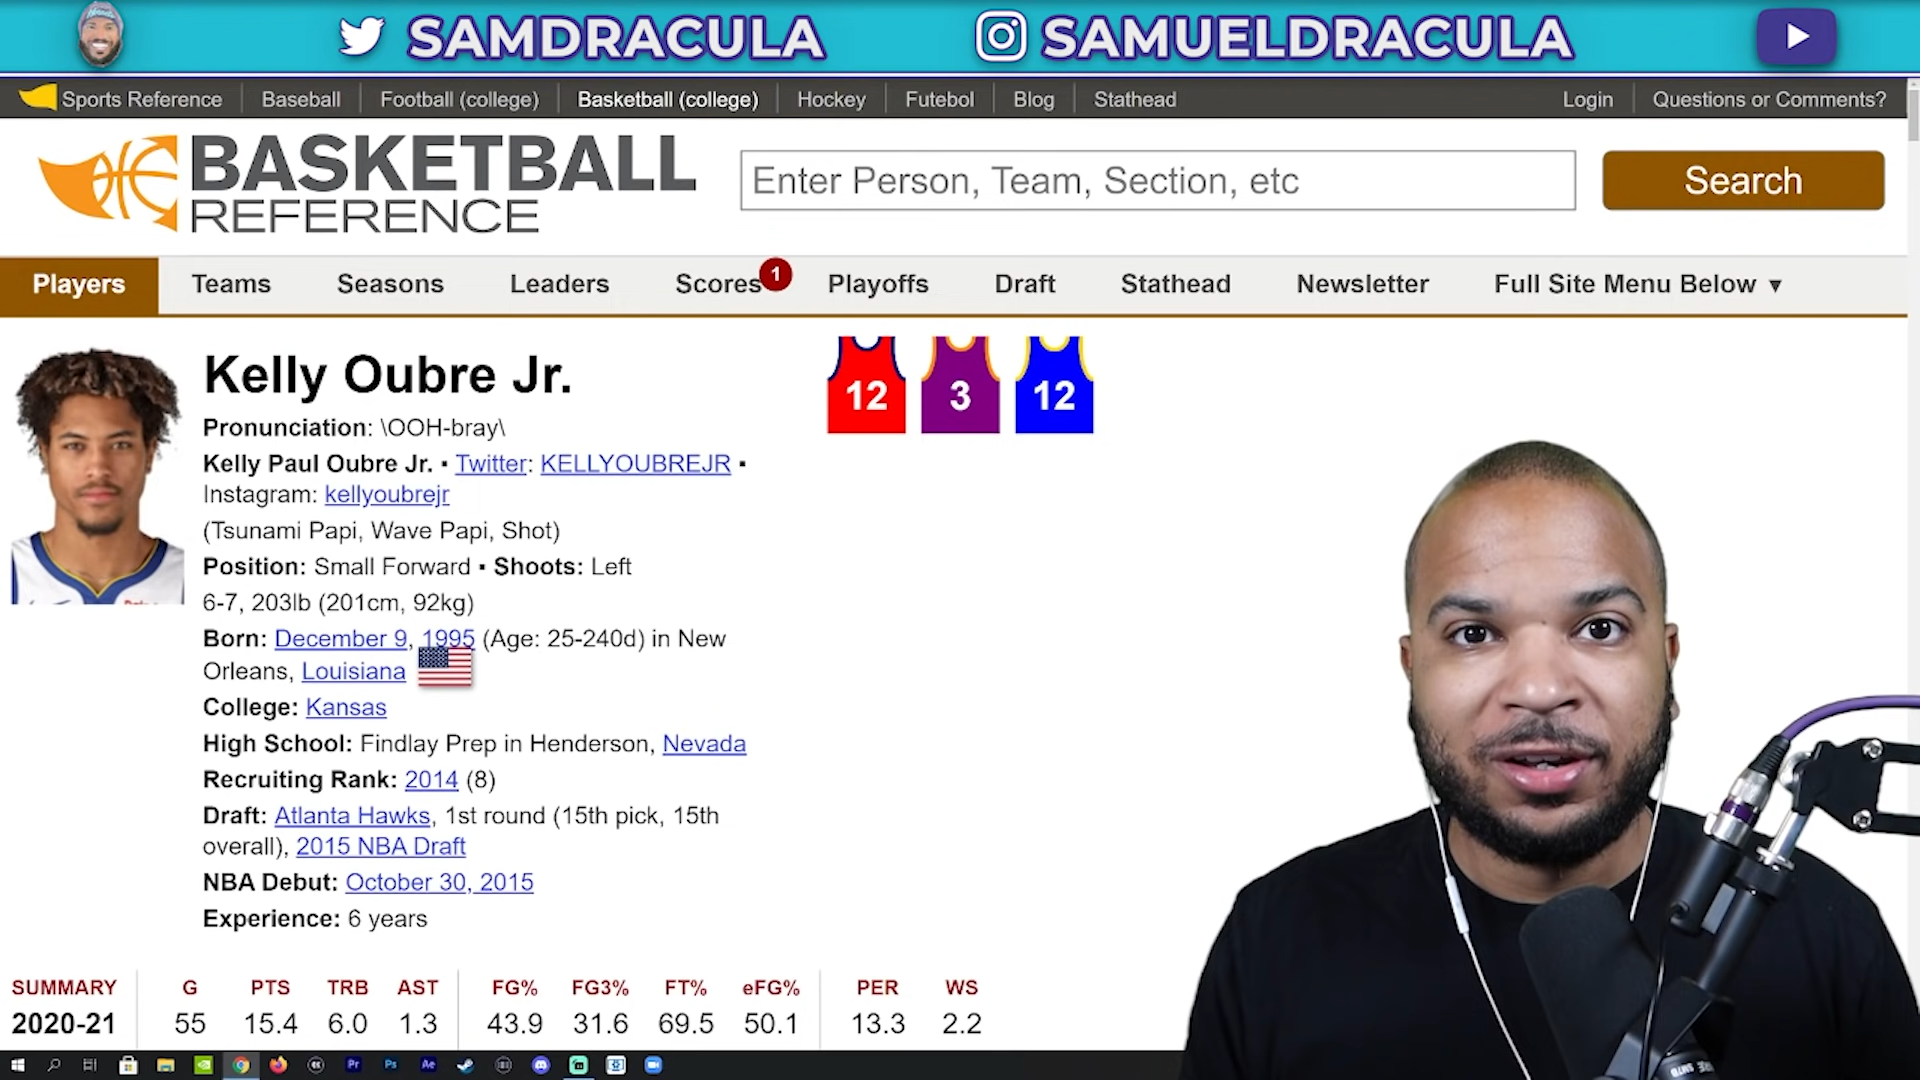 SAMDRACULA SAMUELDRACULA
Sports Reference Baseball Football (college) Basketball (college) Hockey Futebol Blog Stathead Login Questions or Comments?
BASKETBALL
REFERENCE
Enter Person, Team, Section, etc
Search
Players Teams Seasons Leaders Scores 1 Playoffs Draft Stathead Newsletter Full Site Menu Below ▼
Kelly Oubre Jr.
12 3 12
Pronunciation: \OOH-bray\
Kelly Paul Oubre Jr. ▪ Twitter: KELLYOUBREJR ▪
Instagram: kellyoubrejr
(Tsunami Papi, Wave Papi, Shot)
Position: Small Forward ▪ Shoots: Left
6-7, 203lb (201cm, 92kg)
Born: December 9, 1995 (Age: 25-240d) in New
Orleans, Louisiana
College: Kansas
High School: Findlay Prep in Henderson, Nevada
Recruiting Rank: 2014 (8)
Draft: Atlanta Hawks, 1st round (15th pick, 15th
overall), 2015 NBA Draft
NBA Debut: October 30, 2015
Experience: 6 years
SUMMARY G PTS TRB AST FG% FG3% FT% eFG% PER WS
2020-21 55 15.4 6.0 1.3 43.9 31.6 69.5 50.1 13.3 2.2
Pr Ps Ae